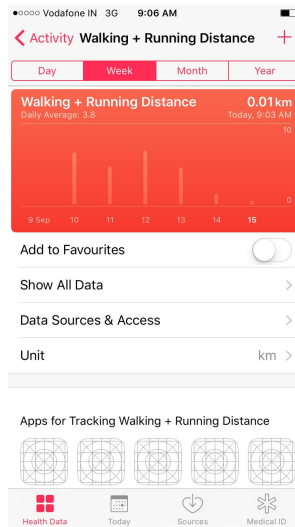 ●○○○○ Vodafone IN 3G 9:06 AM
Activity Walking + Running Distance +
Day Week Month Year
Walking + Running Distance 0.01 km
Daily Average: 3.8 Today, 9:03 AM
10
0
9 Sep 10 11 12 13 14 15
Add to Favourites
Show All Data
Data Sources & Access
Unit km
Apps for Tracking Walking + Running Distance
Health Data Today Sources Medical ID